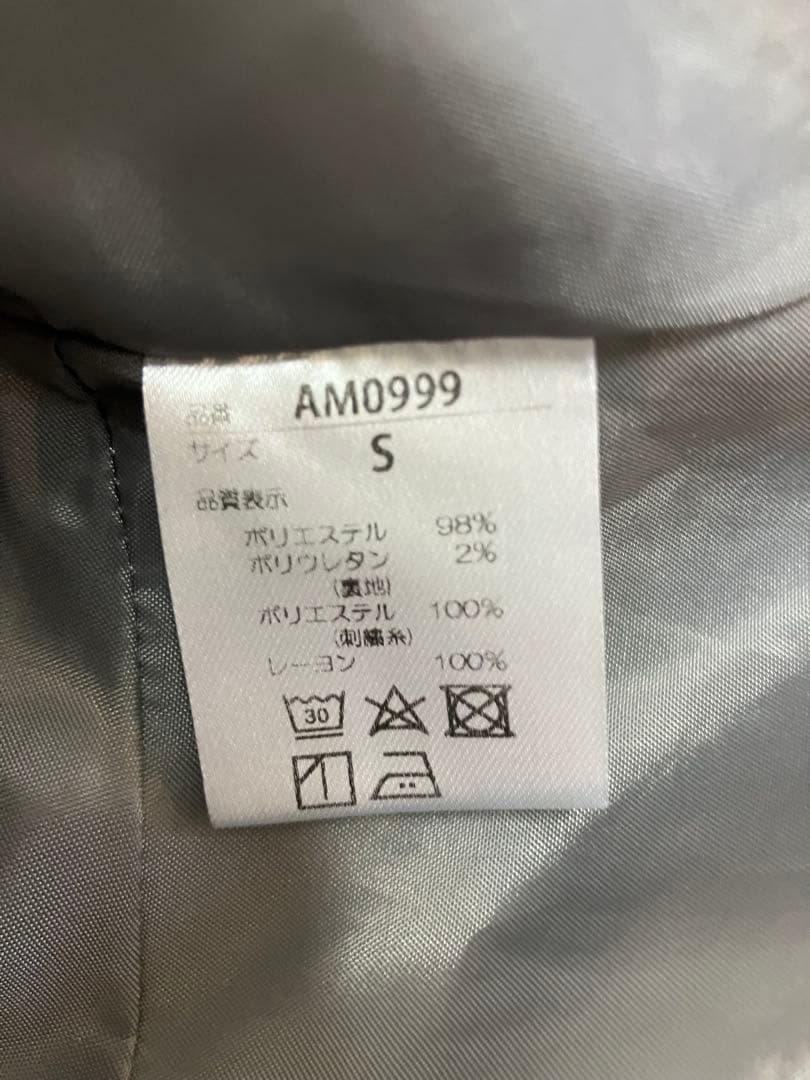 品番 AM0999
サイズ S
品質表示
ポリエステル 98%
ポリウレタン 2%
(裏地)
ポリエステル 100%
(刺繍糸)
レーヨン 100%
30